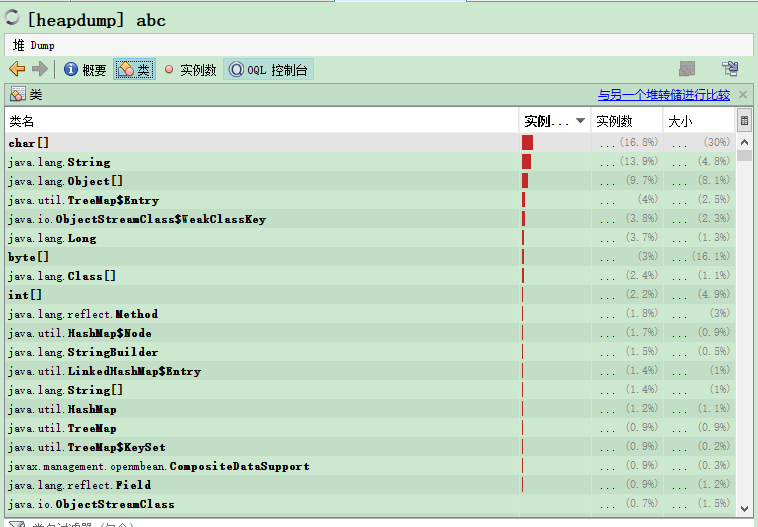 [heapdump] abc
堆 Dump
概要 类 实例数 OQL 控制台
类 与另一个堆转储进行比较
类名 实例... 实例数 大小
char[] ... (16.8%) ... (30%)
java.lang.String ... (13.9%) ... (4.8%)
java.lang.Object[] ... (9.7%) ... (8.1%)
java.util.TreeMap$Entry ... (4%) ... (2.5%)
java.io.ObjectStreamClass$WeakClassKey ... (3.8%) ... (2.3%)
java.lang.Long ... (3.7%) ... (1.3%)
byte[] ... (3%) ... (16.1%)
java.lang.Class[] ... (2.4%) ... (1.1%)
int[] ... (2.2%) ... (4.9%)
java.lang.reflect.Method ... (1.8%) ... (3%)
java.util.HashMap$Node ... (1.7%) ... (0.9%)
java.lang.StringBuilder ... (1.5%) ... (0.5%)
java.util.LinkedHashMap$Entry ... (1.4%) ... (1%)
java.lang.String[] ... (1.4%) ... (1%)
java.util.HashMap ... (1.2%) ... (1.1%)
java.util.TreeMap ... (0.9%) ... (0.9%)
java.util.TreeMap$KeySet ... (0.9%) ... (0.2%)
javax.management.openmbean.CompositeDataSupport ... (0.9%) ... (0.3%)
java.lang.reflect.Field ... (0.9%) ... (1.2%)
java.io.ObjectStreamClass ... (0.7%) ... (1.5%)